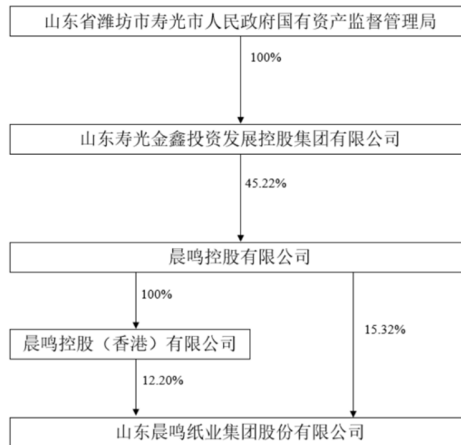 山东省潍坊市寿光市人民政府国有资产监督管理局
100%
山东寿光金鑫投资发展控股集团有限公司
45.22%
晨鸣控股有限公司
100%
15.32%
晨鸣控股（香港）有限公司
12.20%
山东晨鸣纸业集团股份有限公司